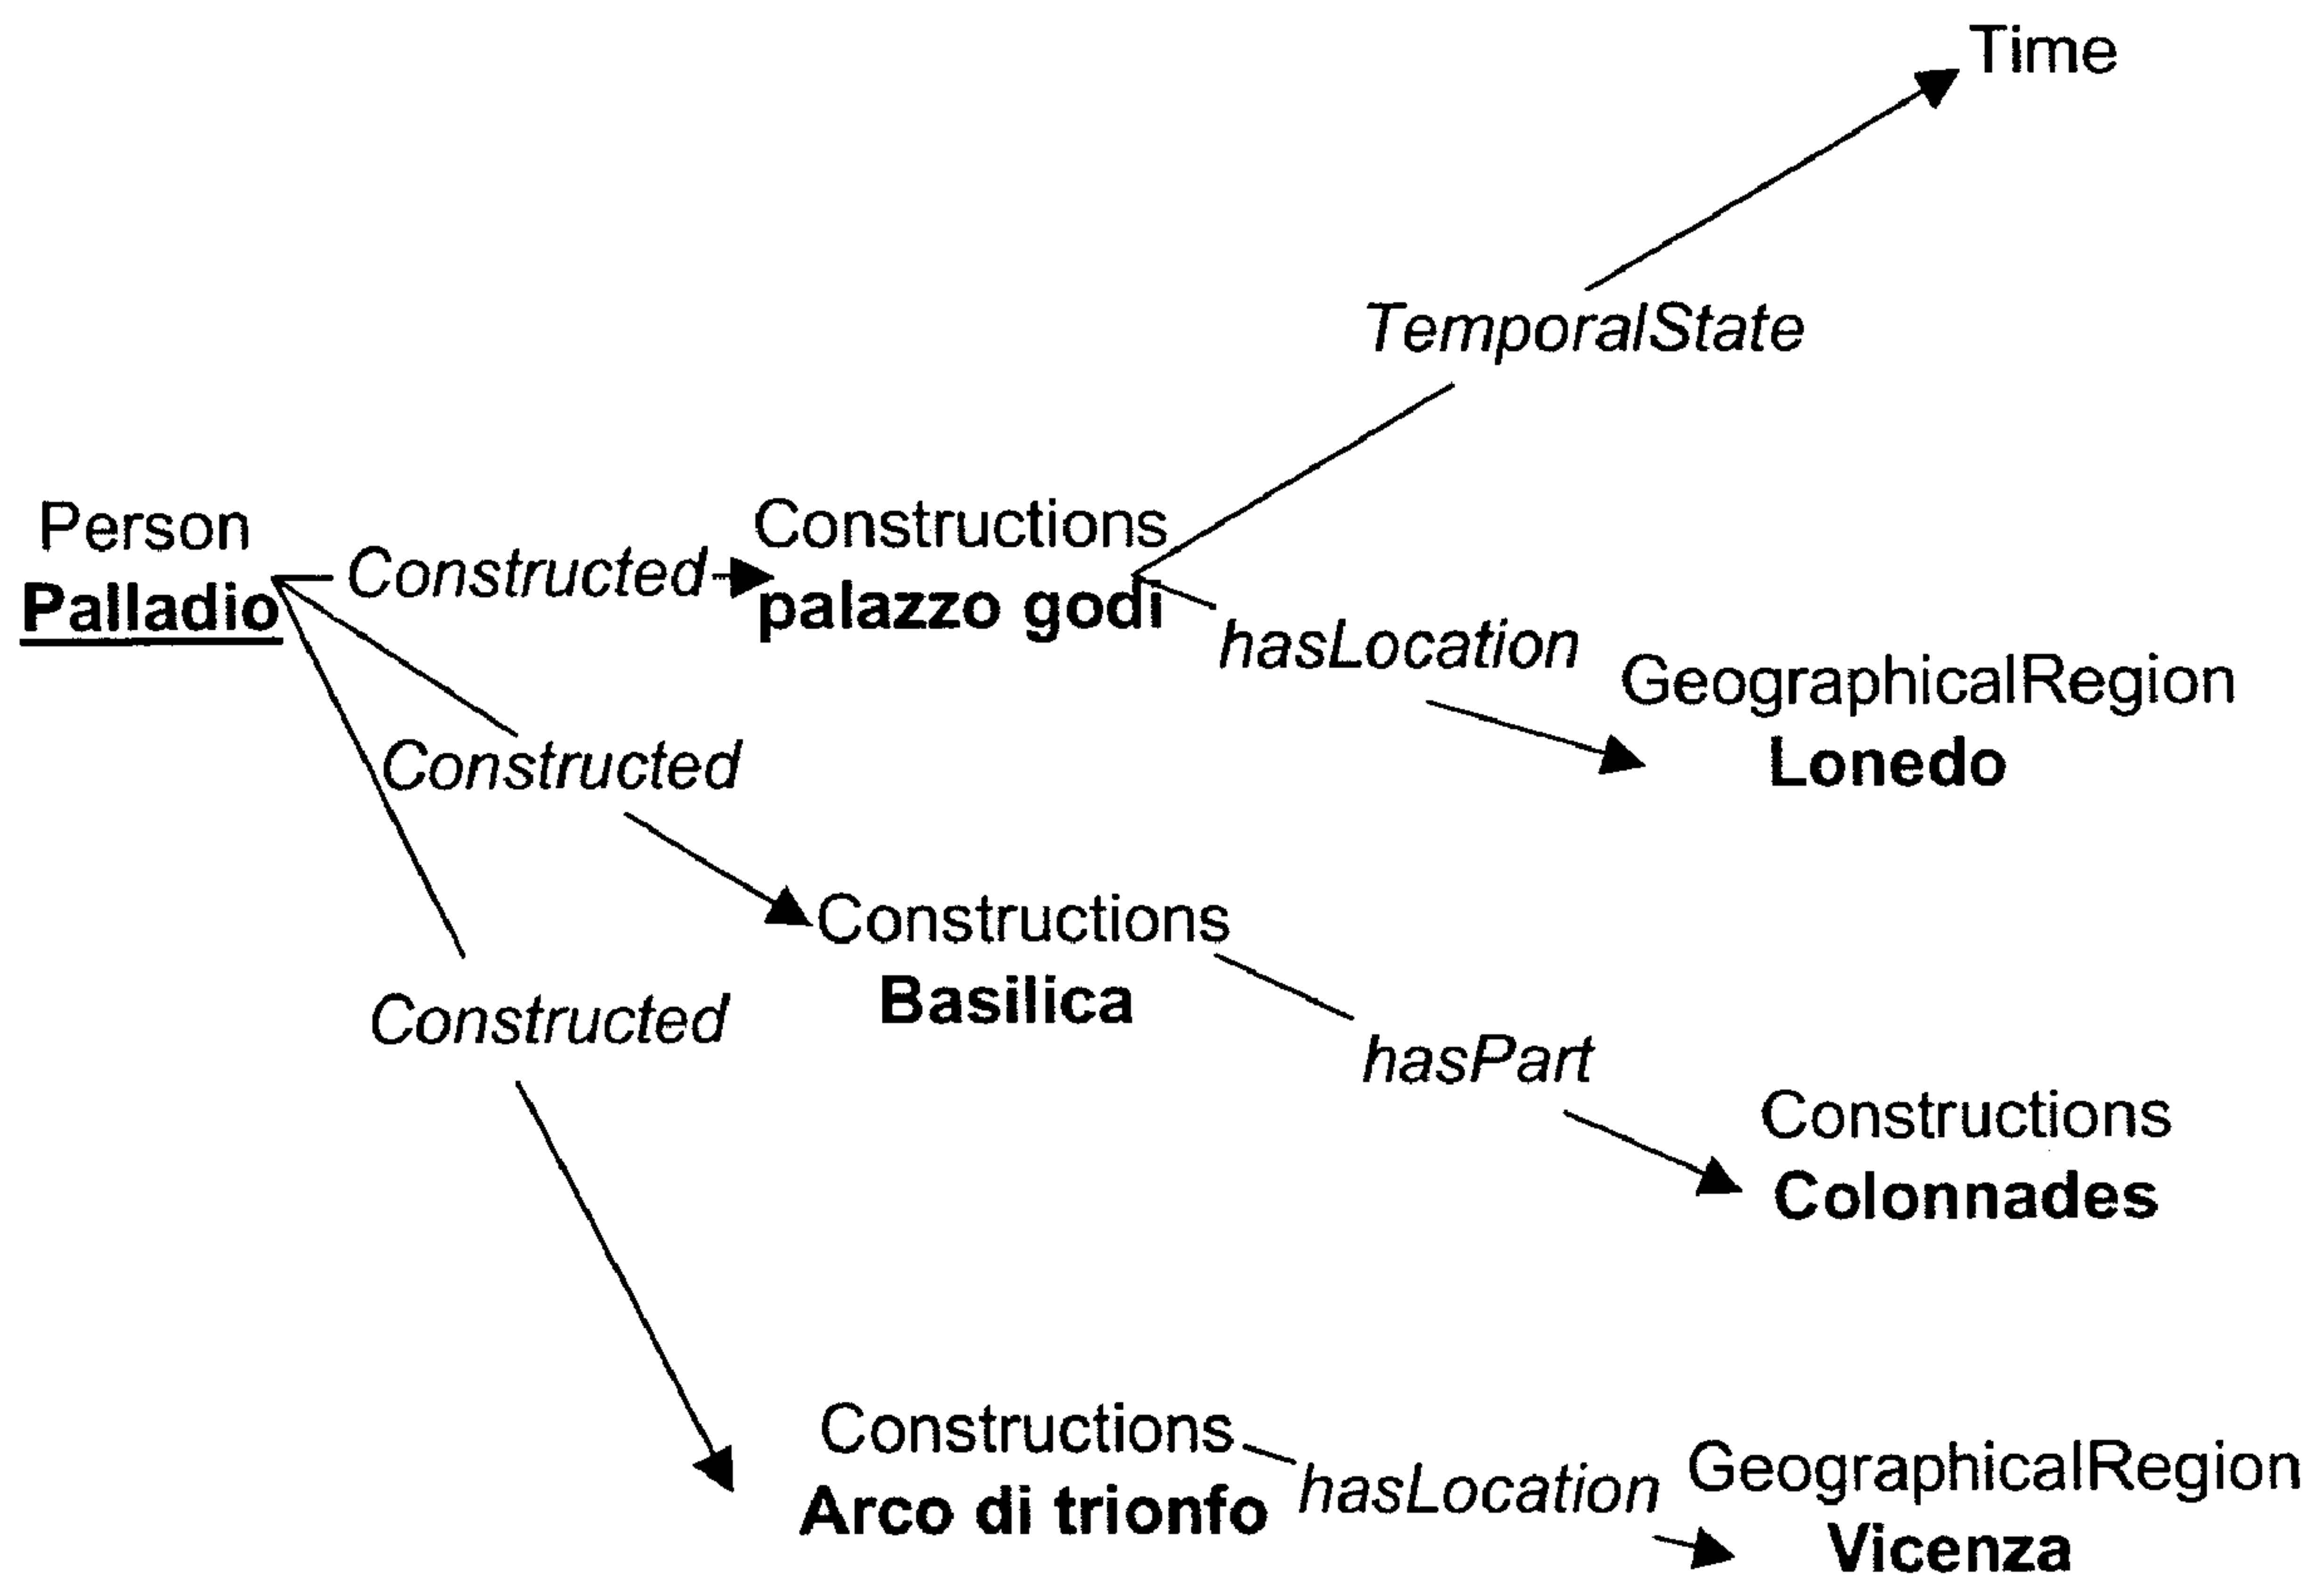 Time
TemporalState
Person
Palladio
Constructed
Constructions
palazzo godi
hasLocation
GeographicalRegion
Lonedo
Constructed
Constructions
Basilica
Constructed
hasPart
Constructions
Colonnades
Constructions
Arco di trionfo
hasLocation
GeographicalRegion
Vicenza